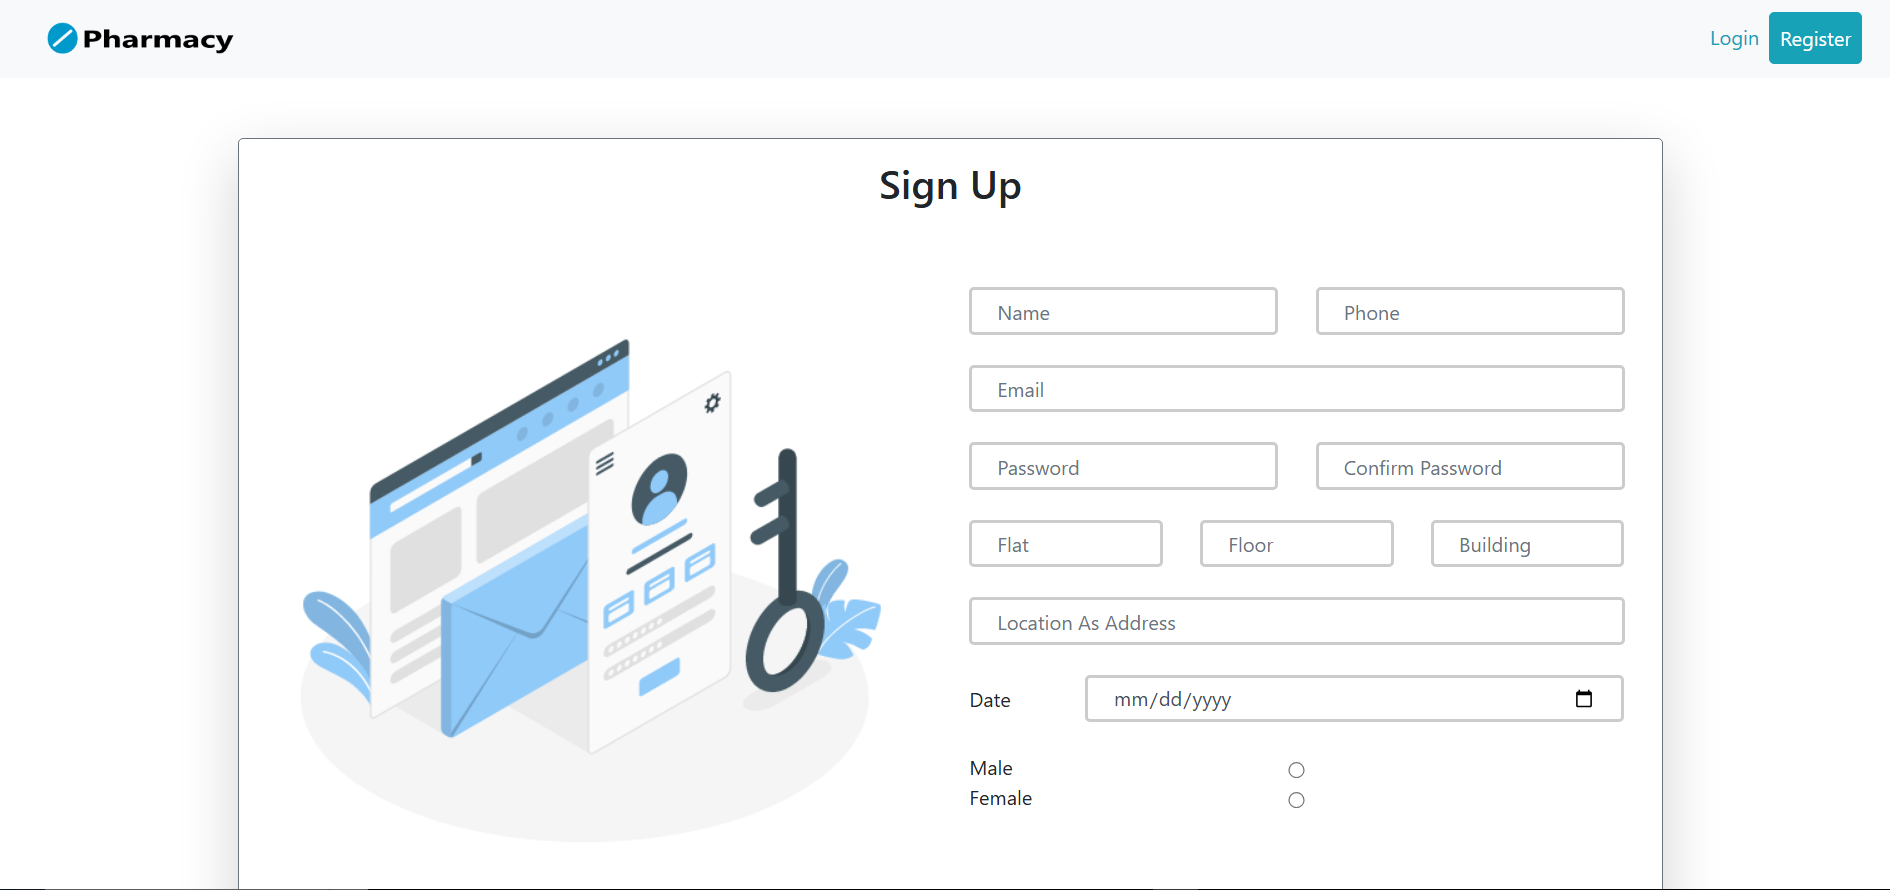 Pharmacy
Login Register
Sign Up
Name Phone
Email
Password Confirm Password
Flat Floor Building
Location As Address
Date mm/dd/yyyy
Male
Female